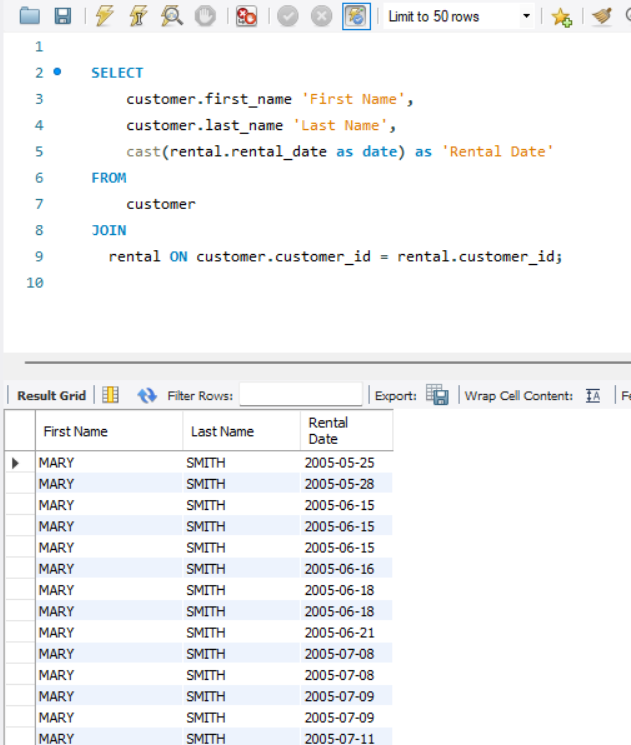 Limit to 50 rows
1
2 SELECT
3 customer.first_name 'First Name',
4 customer.last_name 'Last Name',
5 cast(rental.rental_date as date) as 'Rental Date'
6 FROM
7 customer
8 JOIN
9 rental ON customer.customer_id = rental.customer_id;
10
Result Grid Filter Rows: Export: Wrap Cell Content: Fe
First Name Last Name Rental Date
MARY SMITH 2005-05-25
MARY SMITH 2005-05-28
MARY SMITH 2005-06-15
MARY SMITH 2005-06-15
MARY SMITH 2005-06-15
MARY SMITH 2005-06-16
MARY SMITH 2005-06-18
MARY SMITH 2005-06-18
MARY SMITH 2005-06-21
MARY SMITH 2005-07-08
MARY SMITH 2005-07-08
MARY SMITH 2005-07-09
MARY SMITH 2005-07-09
MARY SMITH 2005-07-11